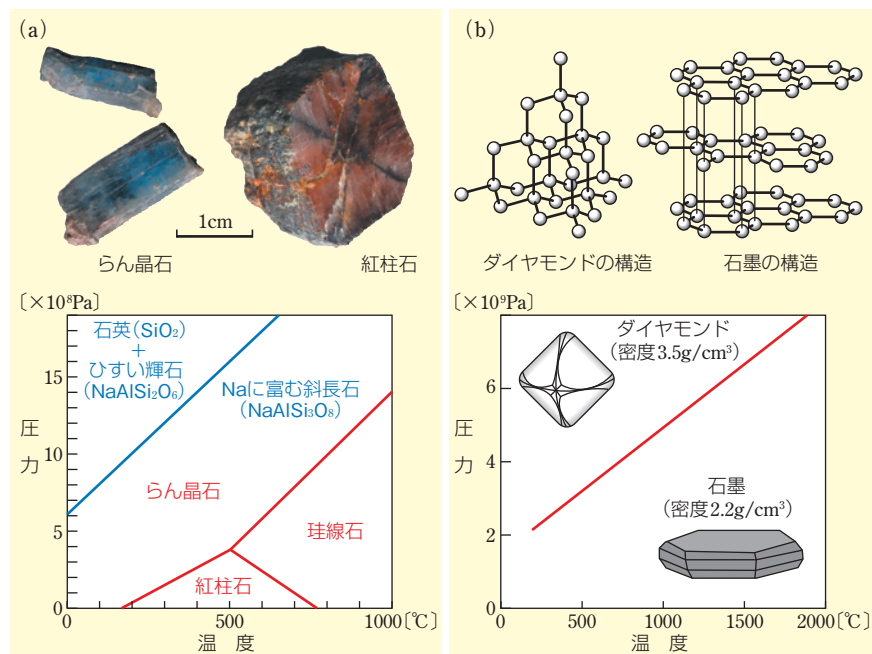 (a)
1cm
らん晶石
紅柱石
〔×10⁸Pa〕
石英(SiO₂)
+
ひすい輝石
(NaAlSi₂O₆)
Naに富む斜長石
(NaAlSi₃O₈)
らん晶石
珪線石
紅柱石
圧
力
15
10
5
0
0
500
1000〔℃〕
温 度
(b)
ダイヤモンドの構造
石墨の構造
〔×10⁹Pa〕
ダイヤモンド
(密度3.5g/cm³)
石墨
(密度2.2g/cm³)
圧
力
6
4
2
0
0
500
1000
1500
2000〔℃〕
温 度